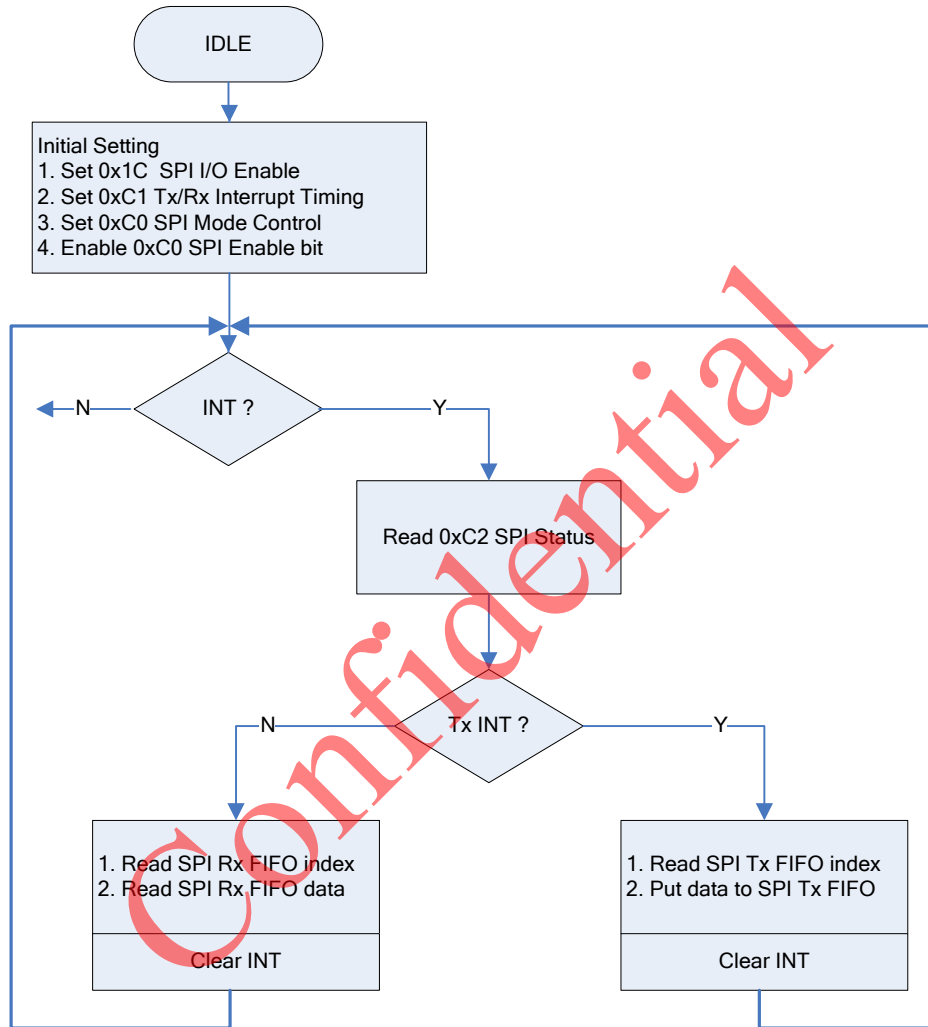 IDLE
Initial Setting
1. Set 0x1C  SPI I/O Enable
2. Set 0xC1 Tx/Rx Interrupt Timing
3. Set 0xC0 SPI Mode Control
4. Enable 0xC0 SPI Enable bit
N
INT ?
Y
Read 0xC2 SPI Status
N
Tx INT ?
Y
1. Read SPI Rx FIFO index
2. Read SPI Rx FIFO data
Clear INT
1. Read SPI Tx FIFO index
2. Put data to SPI Tx FIFO
Clear INT
Confidential